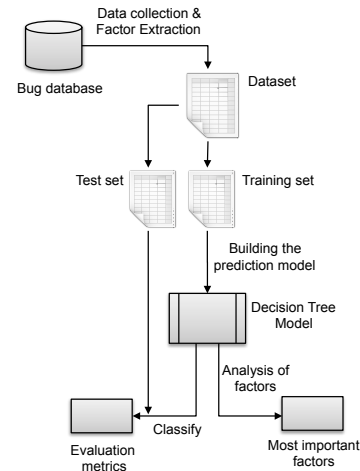 Data collection &
Factor Extraction
Bug database
Dataset
Test set
Training set
Building the
prediction model
Decision Tree
Model
Analysis of
factors
Classify
Evaluation
metrics
Most important
factors